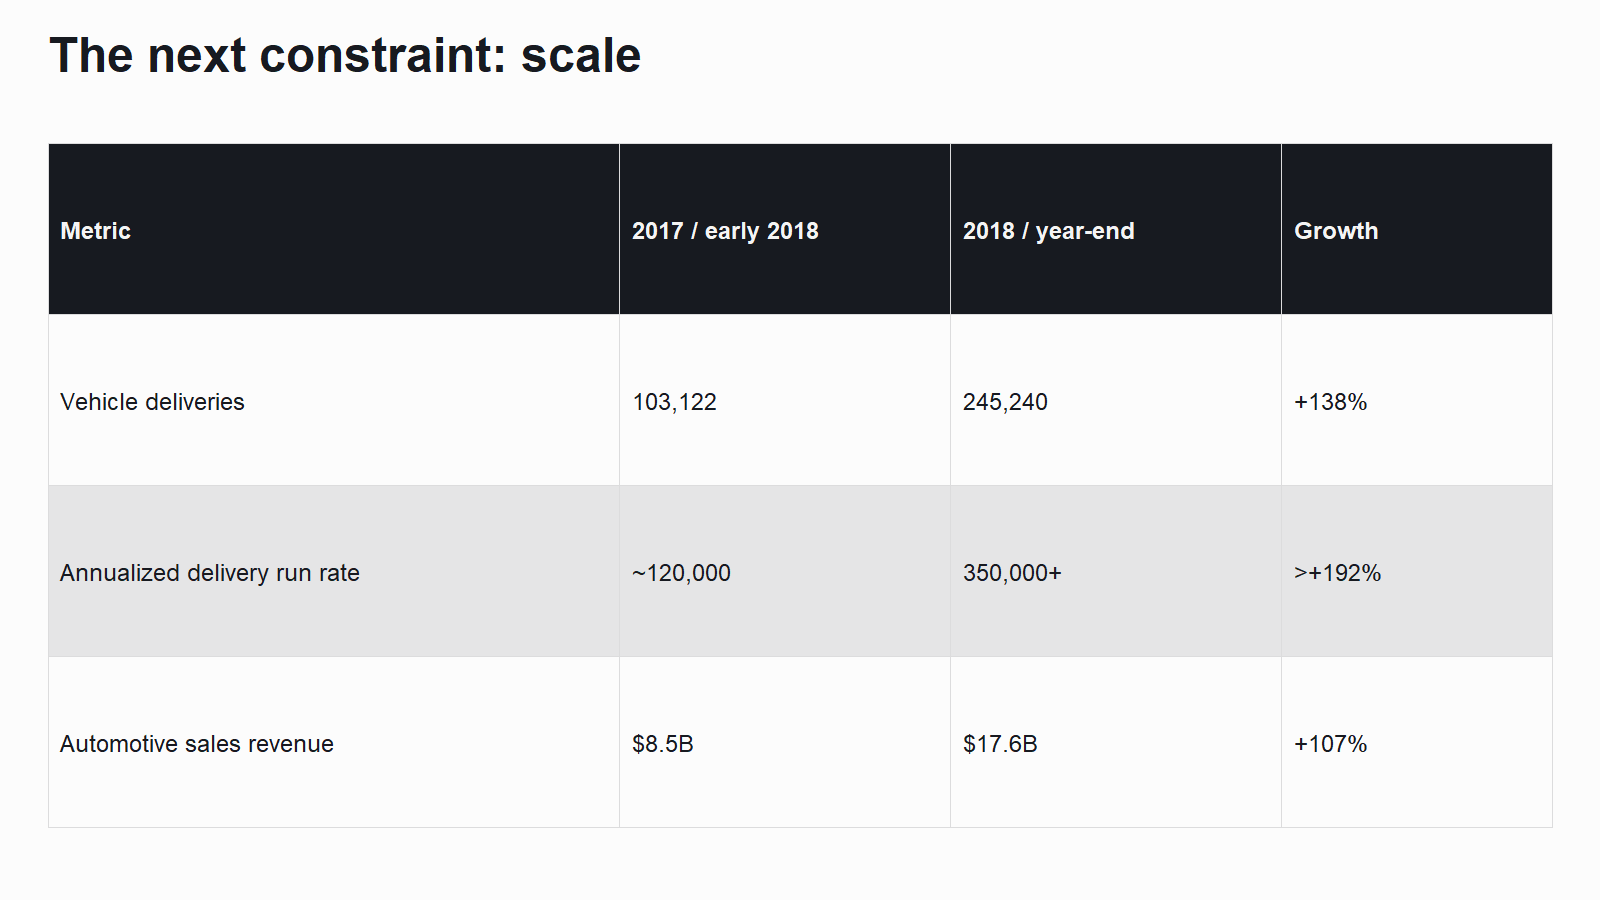 The next constraint: scale
Metric 2017 / early 2018 2018 / year-end Growth
Vehicle deliveries 103,122 245,240 +138%
Annualized delivery run rate ~120,000 350,000+ >+192%
Automotive sales revenue $8.5B $17.6B +107%